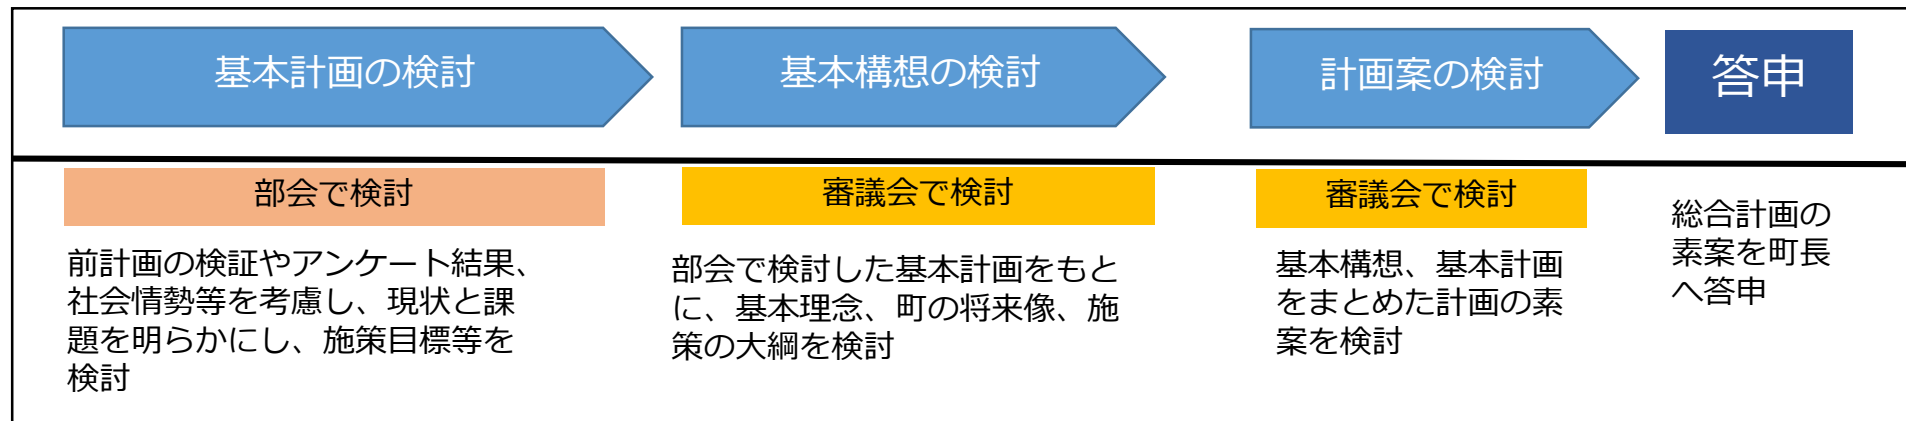 基本計画の検討
基本構想の検討
計画案の検討
答申
部会で検討
前計画の検証やアンケート結果、
社会情勢等を考慮し、現状と課
題を明らかにし、施策目標等を
検討
審議会で検討
部会で検討した基本計画をもと
に、基本理念、町の将来像、施
策の大綱を検討
審議会で検討
基本構想、基本計画
をまとめた計画の素
案を検討
総合計画の
素案を町長
へ答申